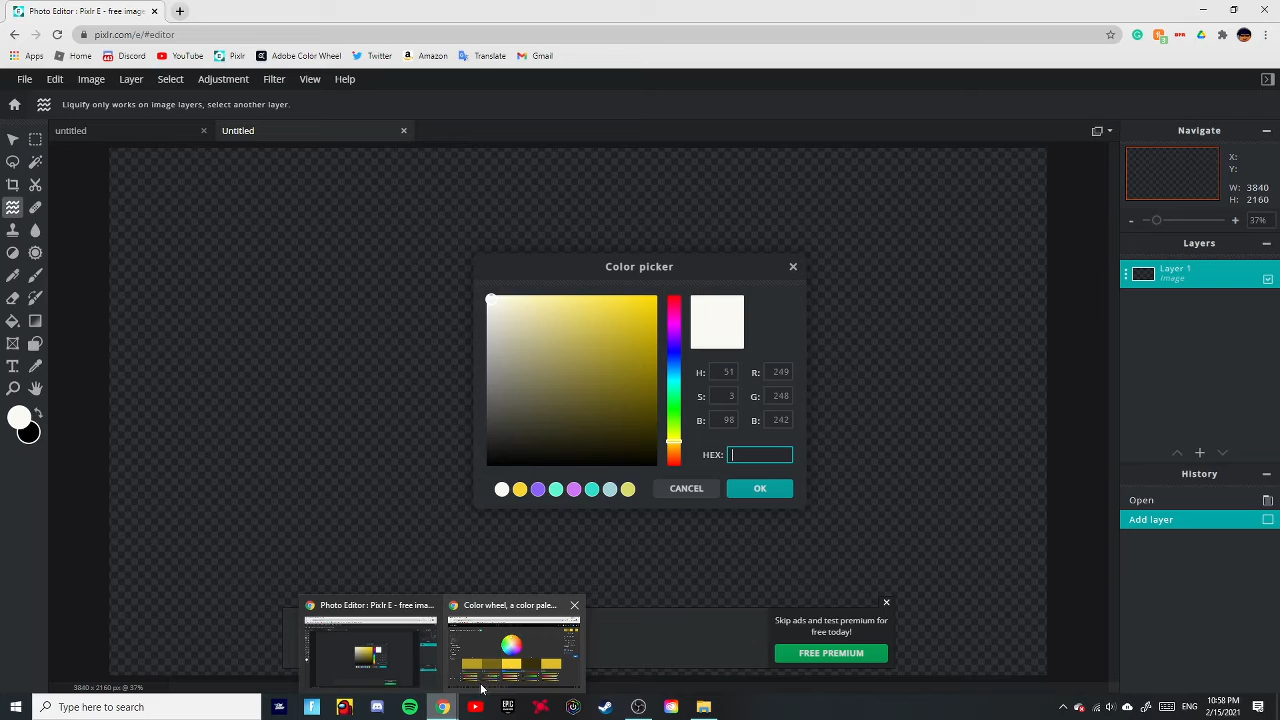 Photo Editor : Pixlr E - free imag
pixlr.com/e/#editor
Apps Home Discord YouTube Pixlr Adobe Color Wheel Twitter Amazon Translate Gmail
File Edit Image Layer Select Adjustment Filter View Help
Liquify only works on image layers, select another layer.
untitled Untitled
Navigate
X:
Y:
W: 3840
H: 2160
- + 37%
Layers
Layer 1
Image
History
Open
Add layer
Color picker
H: 51 R: 249
S: 3 G: 248
B: 98 B: 242
HEX:
CANCEL OK
Photo Editor : Pixlr E - free imag... Color wheel, a color pale...
Skip ads and test premium for
free today!
FREE PREMIUM
3840 x 2160 px @ 37%
Type here to search
10:58 PM
2/15/2021